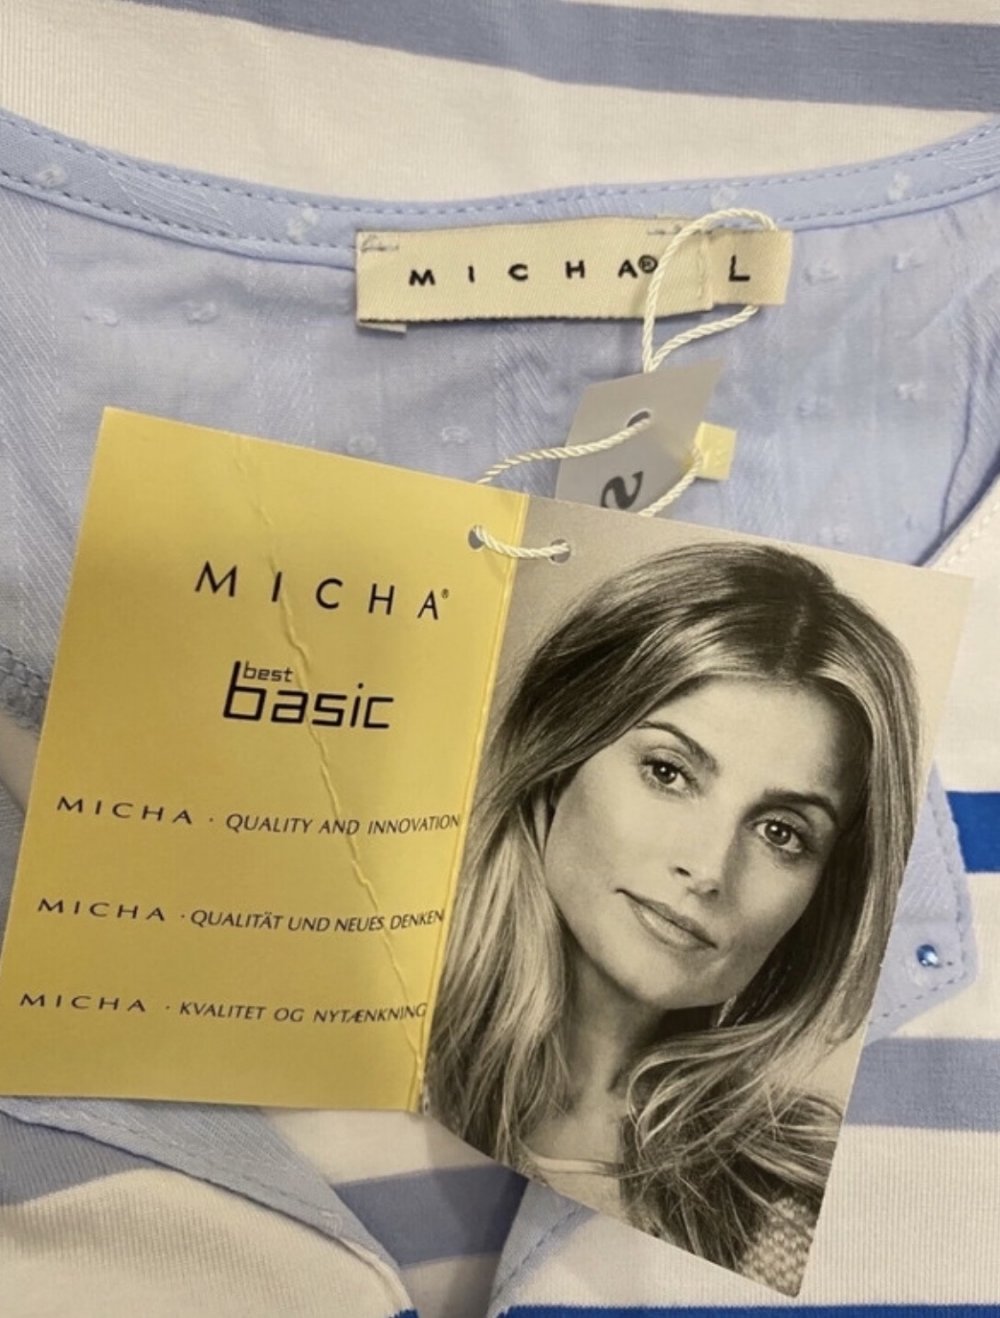 MICHA® L
MICHA®
best
basic
MICHA · QUALITY AND INNOVATION
MICHA · QUALITÄT UND NEUES DENKEN
MICHA · KVALITET OG NYTÆNKNING